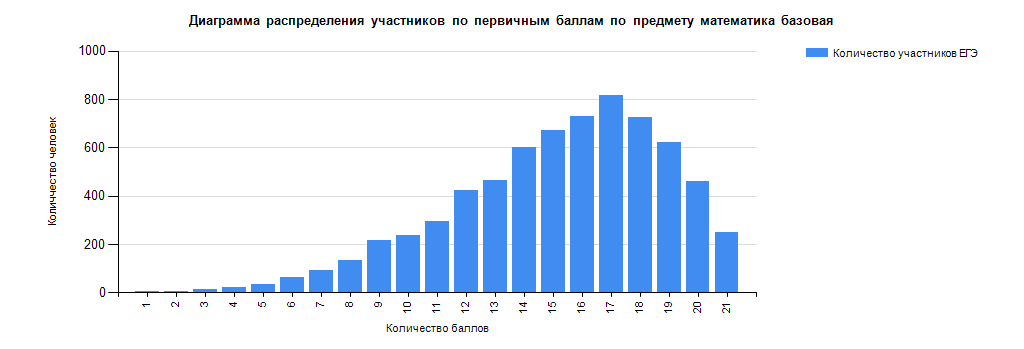 Диаграмма распределения участников по первичным баллам по предмету математика базовая
Количество участников ЕГЭ
Количчество человек
1000
800
600
400
200
0
1 2 3 4 5 6 7 8 9 10 11 12 13 14 15 16 17 18 19 20 21
Количество баллов